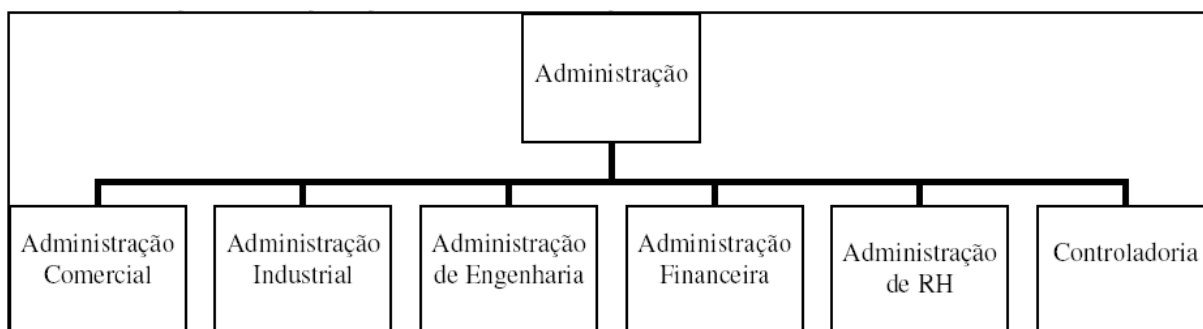 Administração
Administração
Comercial
Administração
Industrial
Administração
de Engenharia
Administração
Financeira
Administração
de RH
Controladoria